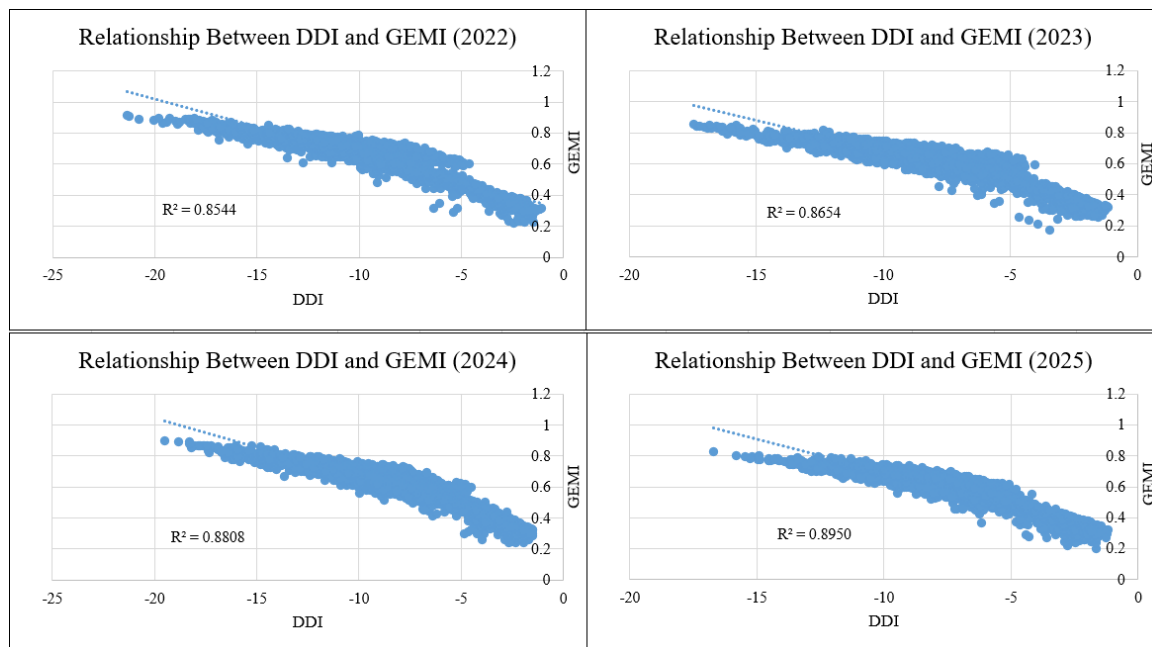 Relationship Between DDI and GEMI (2022)
1.2
1
0.8
0.6
0.4
0.2
0
GEMI
R² = 0.8544
-25 -20 -15 -10 -5 0
DDI
Relationship Between DDI and GEMI (2023)
1.2
1
0.8
0.6
0.4
0.2
0
GEMI
R² = 0.8654
-20 -15 -10 -5 0
DDI
Relationship Between DDI and GEMI (2024)
1.2
1
0.8
0.6
0.4
0.2
0
GEMI
R² = 0.8808
-25 -20 -15 -10 -5 0
DDI
Relationship Between DDI and GEMI (2025)
1.2
1
0.8
0.6
0.4
0.2
0
GEMI
R² = 0.8950
-20 -15 -10 -5 0
DDI